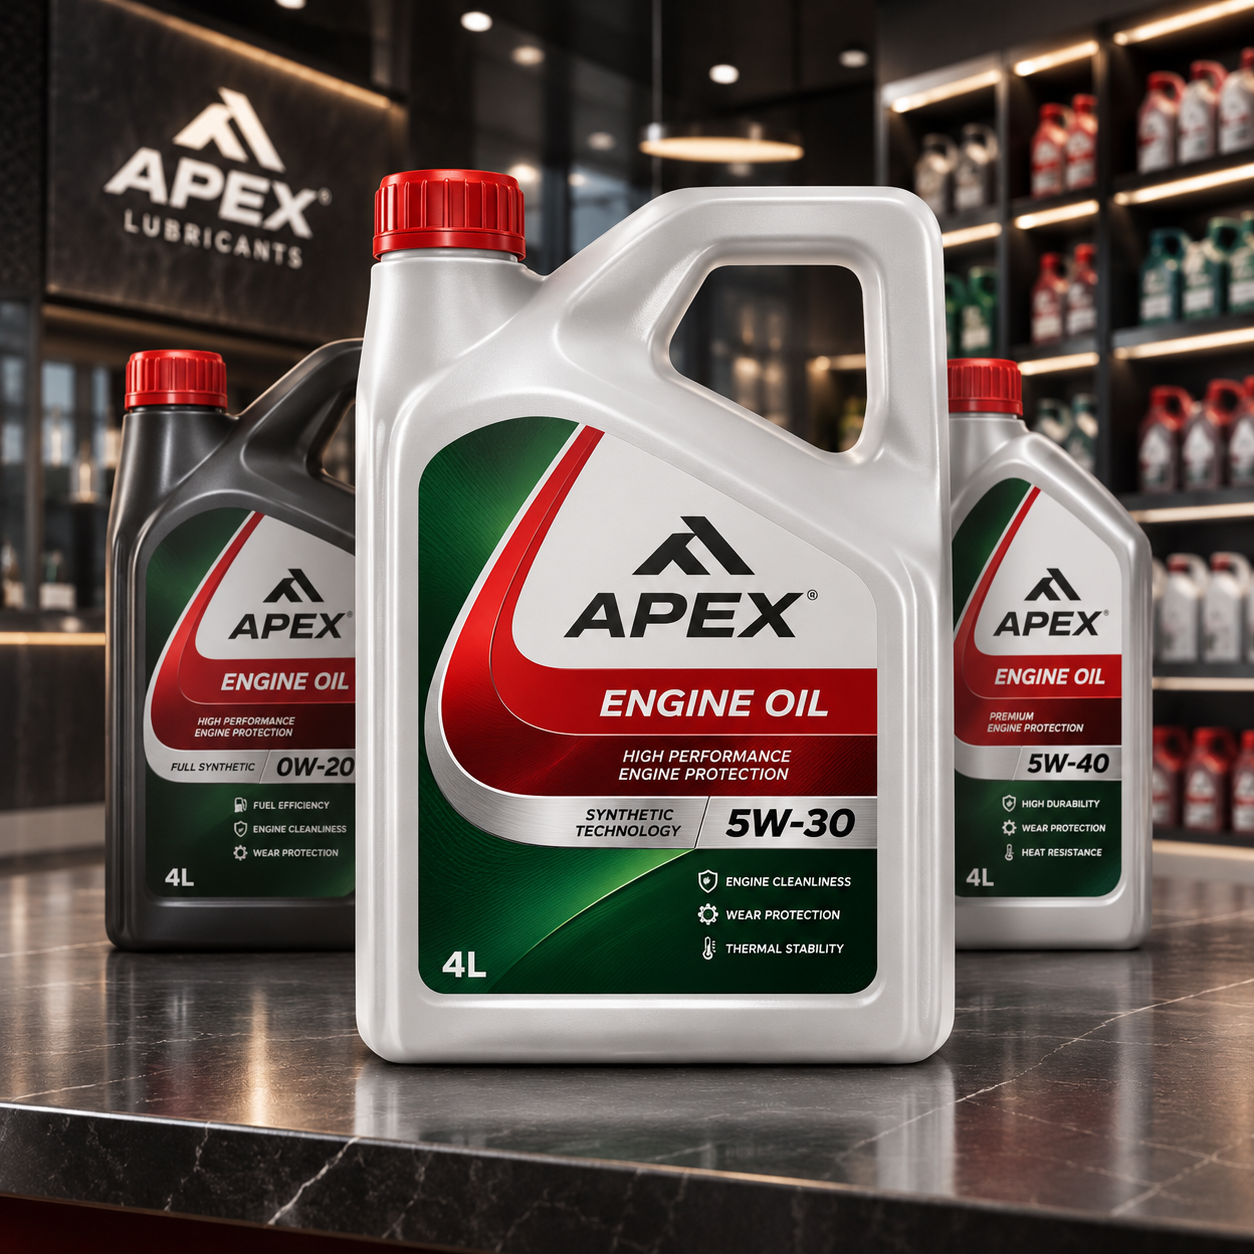 APEX®
LUBRICANTS
APEX®
ENGINE OIL
HIGH PERFORMANCE
ENGINE PROTECTION
FULL SYNTHETIC
0W-20
FUEL EFFICIENCY
ENGINE CLEANLINESS
WEAR PROTECTION
4L
APEX®
ENGINE OIL
HIGH PERFORMANCE
ENGINE PROTECTION
SYNTHETIC
TECHNOLOGY
5W-30
ENGINE CLEANLINESS
WEAR PROTECTION
THERMAL STABILITY
4L
APEX®
ENGINE OIL
PREMIUM
ENGINE PROTECTION
5W-40
HIGH DURABILITY
WEAR PROTECTION
HEAT RESISTANCE
4L